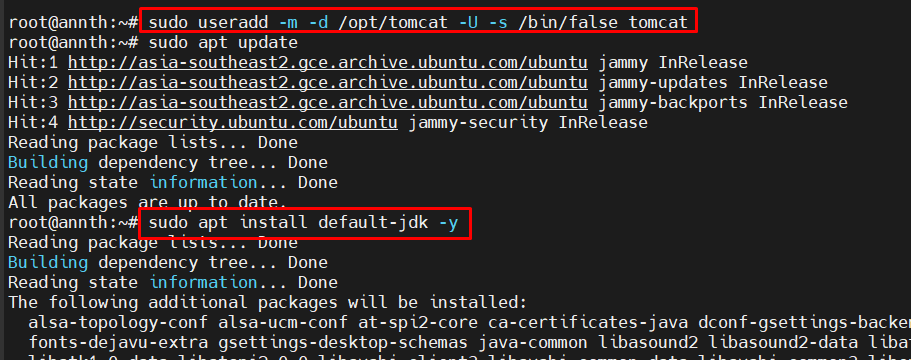 root@annth:~# sudo useradd -m -d /opt/tomcat -U -s /bin/false tomcat
root@annth:~# sudo apt update
Hit:1 http://asia-southeast2.gce.archive.ubuntu.com/ubuntu jammy InRelease
Hit:2 http://asia-southeast2.gce.archive.ubuntu.com/ubuntu jammy-updates InRelease
Hit:3 http://asia-southeast2.gce.archive.ubuntu.com/ubuntu jammy-backports InRelease
Hit:4 http://security.ubuntu.com/ubuntu jammy-security InRelease
Reading package lists... Done
Building dependency tree... Done
Reading state information... Done
All packages are up to date.
root@annth:~# sudo apt install default-jdk -y
Reading package lists... Done
Building dependency tree... Done
Reading state information... Done
The following additional packages will be installed:
alsa-topology-conf alsa-ucm-conf at-spi2-core ca-certificates-java dconf-gsettings-backen
fonts-dejavu-extra gsettings-desktop-schemas java-common libasound2 libasound2-data libat